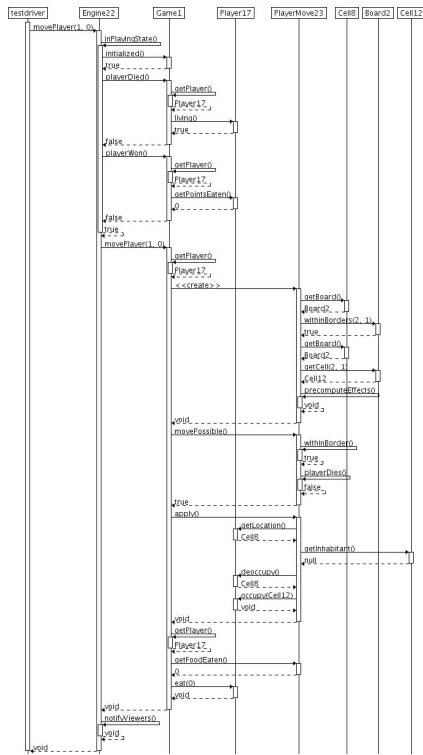 testdriver Engine22 Game1 Player17 PlayerMove23 Cell8 Board2 Cell12
movePlayer(1, 0)
inPlayingState()
initialized()
true
playerDied()
getPlayer()
Player17
living()
true
false
playerWon()
getPlayer()
Player17
getPointsEaten()
0
false
true
movePlayer(1, 0)
getPlayer()
Player17
<<create>>
getBoard()
Board2
withinBorders(2, 1)
true
getBoard()
Board2
getCell(2, 1)
Cell12
precomputeEffects()
void
void
movePossible()
withinBorder()
true
playerDies()
false
true
apply()
getLocation()
Cell8
getInhabitant()
null
deoccupy()
Cell8
occupy(Cell12)
void
void
getPlayer()
Player17
getFoodEaten()
0
eat(0)
void
void
notifyViewers()
void
void